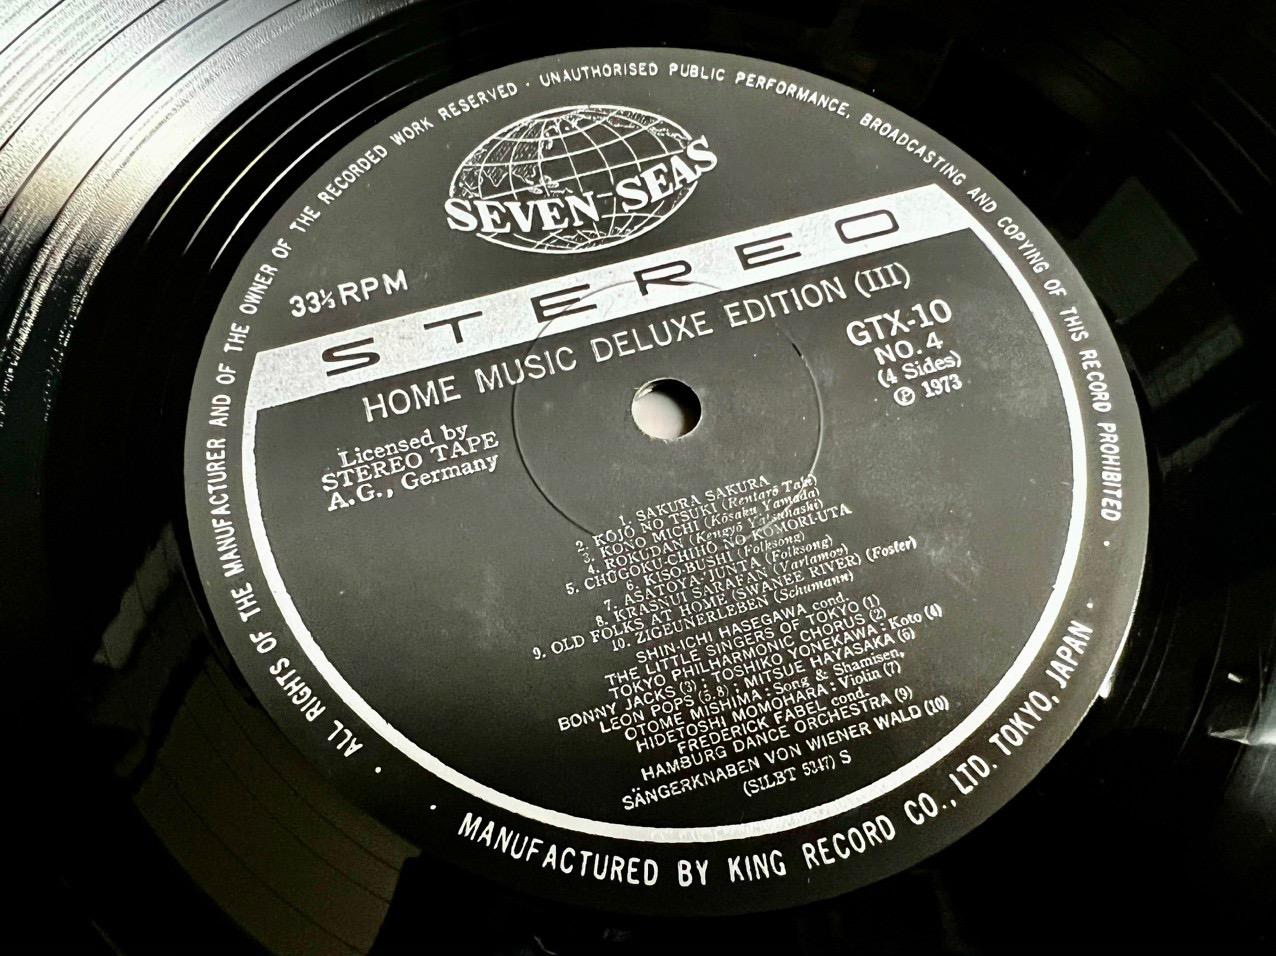 ALL RIGHTS OF THE MANUFACTURER AND OF THE OWNER OF THE RECORDED WORK RESERVED · UNAUTHORISED PUBLIC PERFORMANCE, BROADCASTING AND COPYING OF THIS RECORD PROHIBITED ·
SEVEN SEAS
33⅓RPM
STEREO
HOME MUSIC DELUXE EDITION (III)
GTX-10
NO. 4
(4 Sides)
℗ 1973
Licensed by
STEREO TAPE
A.G., Germany
1. SAKURA SAKURA
2. KOJO NO TSUKI (Rentarō Taki)
3. KONO MICHI (Kōsaku Yamada)
4. ROKUDAN (Kengyō Yatsuhashi)
5. CHŪGOKU-CHIHŌ NO KOMORI-UTA
6. KISO-BUSHI (Folksong)
7. ASATOYA-JUNTA (Folksong)
8. KRASNUI SARAFAN (Varlamov)
9. OLD FOLKS AT HOME (SWANEE RIVER) (Foster)
10. ZIGEUNERLEBEN (Schumann)
SHIN-ICHI HASEGAWA cond.
THE LITTLE SINGERS OF TOKYO (1)
TOKYO PHILHARMONIC CHORUS (2)
BONNY JACKS (3) ; TOSHIKO YONEKAWA : Koto (4)
LEON POPS (5, 8) ; MITSUE HAYASAKA (6)
OTOME MISHIMA : Song & Shamisen,
HIDETOSHI MOMOHARA : Violin (7)
FREDERICK FABEL cond.
HAMBURG DANCE ORCHESTRA (9)
SÄNGERKNABEN VON WIENER WALD (10)
(SILBT 5347) S
· MANUFACTURED BY KING RECORD CO., LTD. TOKYO, JAPAN ·